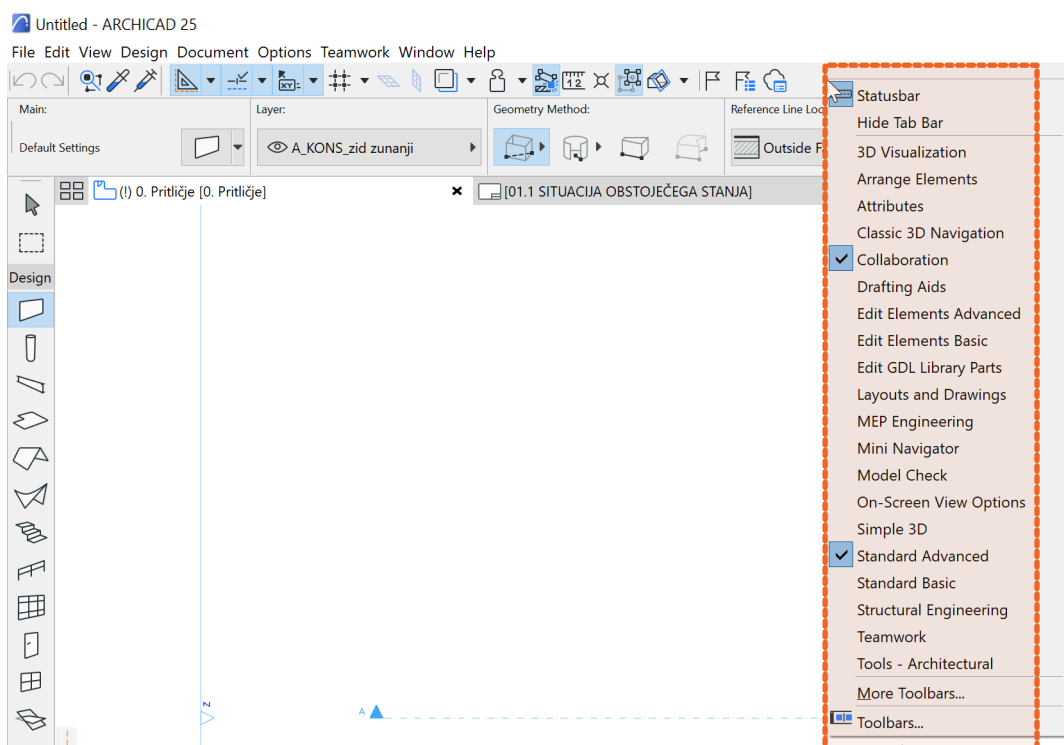 Untitled - ARCHICAD 25
File Edit View Design Document Options Teamwork Window Help
Main:
Layer:
Geometry Method:
Reference Line Loc
Default Settings
A_KONS_zid zunanji
Outside F
(!) 0. Pritličje [0. Pritličje]
[01.1 SITUACIJA OBSTOJEČEGA STANJA]
Design
Statusbar
Hide Tab Bar
3D Visualization
Arrange Elements
Attributes
Classic 3D Navigation
Collaboration
Drafting Aids
Edit Elements Advanced
Edit Elements Basic
Edit GDL Library Parts
Layouts and Drawings
MEP Engineering
Mini Navigator
Model Check
On-Screen View Options
Simple 3D
Standard Advanced
Standard Basic
Structural Engineering
Teamwork
Tools - Architectural
More Toolbars...
Toolbars...
N
A